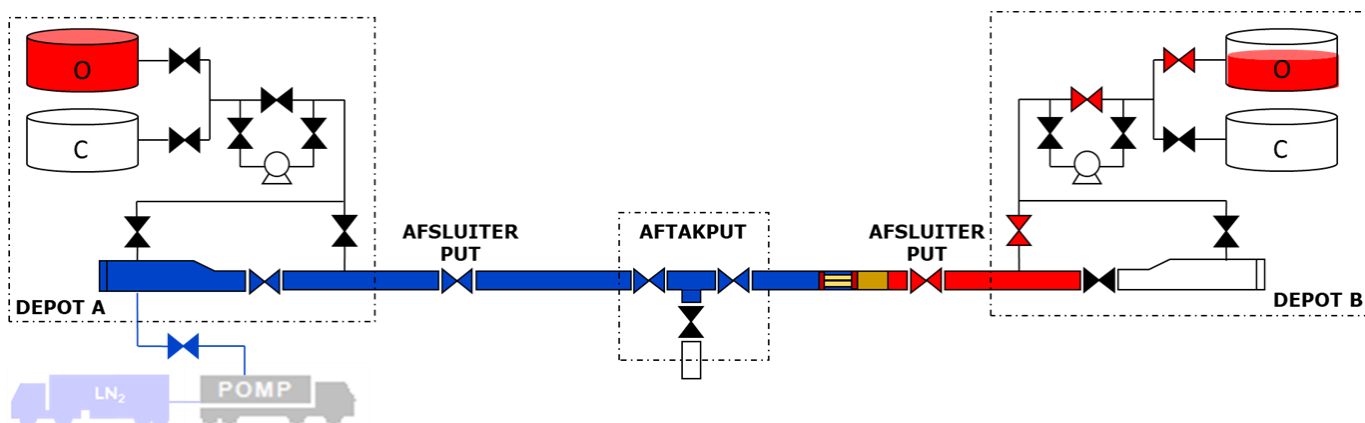 O
C
DEPOT A
LN₂
POMP
AFSLUITER
PUT
AFTAKPUT
AFSLUITER
PUT
O
C
DEPOT B